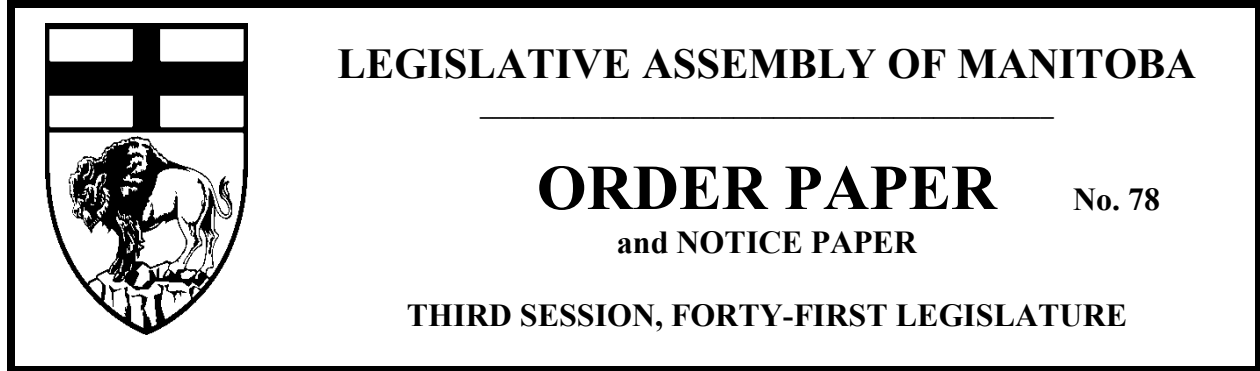 LEGISLATIVE ASSEMBLY OF MANITOBA
ORDER PAPER No. 78
and NOTICE PAPER
THIRD SESSION, FORTY-FIRST LEGISLATURE